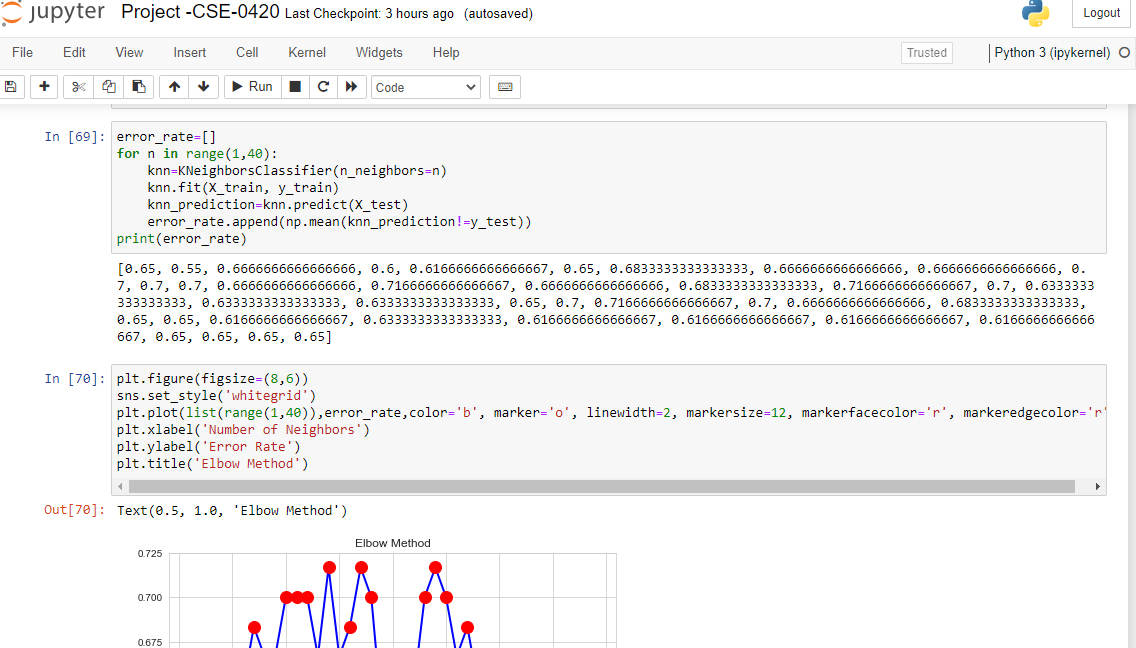 jupyter Project -CSE-0420 Last Checkpoint: 3 hours ago (autosaved)
Logout
File Edit View Insert Cell Kernel Widgets Help
Trusted
Python 3 (ipykernel)
Run
Code
In [69]:
error_rate=[]
for n in range(1,40):
    knn=KNeighborsClassifier(n_neighbors=n)
    knn.fit(X_train, y_train)
    knn_prediction=knn.predict(X_test)
    error_rate.append(np.mean(knn_prediction!=y_test))
print(error_rate)
[0.65, 0.55, 0.6666666666666666, 0.6, 0.6166666666666667, 0.65, 0.6833333333333333, 0.6666666666666666, 0.6666666666666666, 0.
7, 0.7, 0.7, 0.6666666666666666, 0.7166666666666667, 0.6666666666666666, 0.6833333333333333, 0.7166666666666667, 0.7, 0.6333333
333333333, 0.6333333333333333, 0.6333333333333333, 0.65, 0.7, 0.7166666666666667, 0.7, 0.6666666666666666, 0.6833333333333333,
0.65, 0.65, 0.6166666666666667, 0.6333333333333333, 0.6166666666666667, 0.6166666666666667, 0.6166666666666667, 0.6166666666666
667, 0.65, 0.65, 0.65, 0.65]
In [70]:
plt.figure(figsize=(8,6))
sns.set_style('whitegrid')
plt.plot(list(range(1,40)),error_rate,color='b', marker='o', linewidth=2, markersize=12, markerfacecolor='r', markeredgecolor='r'
plt.xlabel('Number of Neighbors')
plt.ylabel('Error Rate')
plt.title('Elbow Method')
Out[70]: Text(0.5, 1.0, 'Elbow Method')
Elbow Method
0.725
0.700
0.675